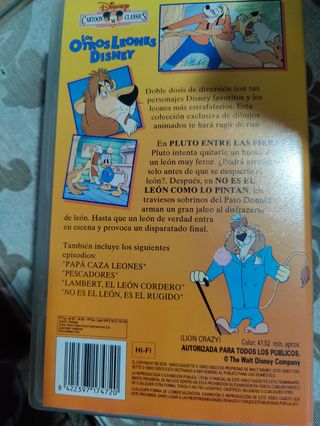 Disney
CARTOON CLASSICS
Los
OTROS LEONES
DISNEY
Doble dosis de diversión con tus
personajes Disney favoritos y los
leones más estrafalarios. Esta
colección exclusiva de dibujos
animados te hará rugir de risa.
En PLUTO ENTRE LAS FIERAS
Pluto intenta quitarle un hueso a
un león muy feroz. ¿Podrá
sólo antes de que se despierte el
león?. Después, en NO ES EL
LEÓN COMO LO PINTAN, los
traviesos sobrinos del Pato Donald
arman un gran jaleo al disfrazarse
de león. Hasta que un león de verdad entra
en escena y provoca un disparatado final.
También incluye los siguientes
episodios:
"PAPÁ CAZA LEONES"
"PESCADORES"
"LAMBERT, EL LEÓN CORDERO"
"NO ES EL LEÓN, ES EL RUGIDO"
(LION CRAZY) Color: 41:52 min. aprox.
AUTORIZADA PARA TODOS LOS PUBLICOS.
© The Walt Disney Company
HI-FI
8 422397 174720